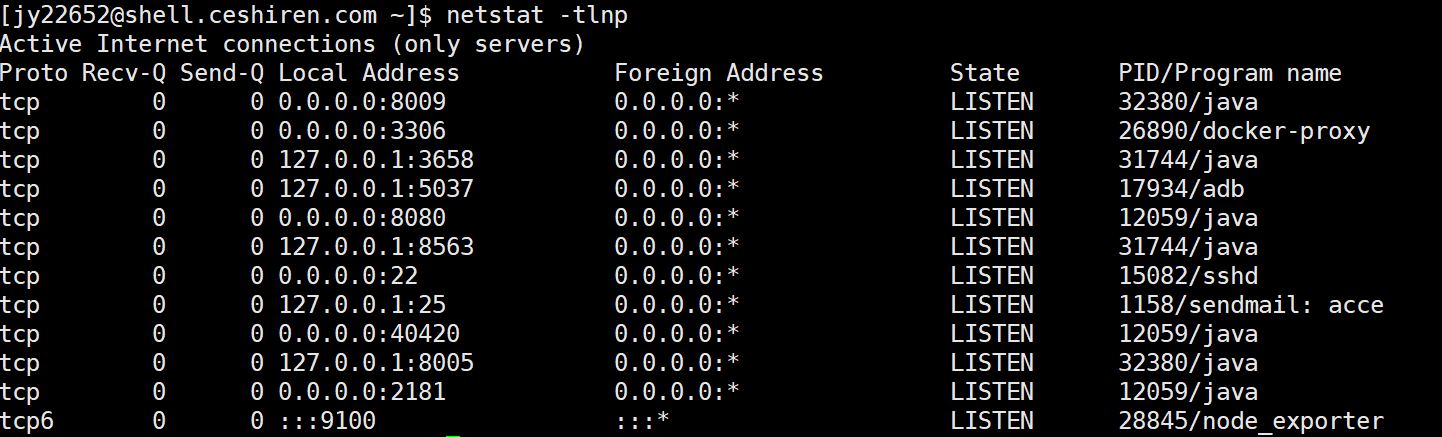 [jy22652@shell.ceshiren.com ~]$ netstat -tlnp
Active Internet connections (only servers)
Proto Recv-Q Send-Q Local Address           Foreign Address         State       PID/Program name
tcp        0      0 0.0.0.0:8009            0.0.0.0:*               LISTEN      32380/java
tcp        0      0 0.0.0.0:3306            0.0.0.0:*               LISTEN      26890/docker-proxy
tcp        0      0 127.0.0.1:3658          0.0.0.0:*               LISTEN      31744/java
tcp        0      0 127.0.0.1:5037          0.0.0.0:*               LISTEN      17934/adb
tcp        0      0 0.0.0.0:8080            0.0.0.0:*               LISTEN      12059/java
tcp        0      0 127.0.0.1:8563          0.0.0.0:*               LISTEN      31744/java
tcp        0      0 0.0.0.0:22              0.0.0.0:*               LISTEN      15082/sshd
tcp        0      0 127.0.0.1:25            0.0.0.0:*               LISTEN      1158/sendmail: acce
tcp        0      0 0.0.0.0:40420           0.0.0.0:*               LISTEN      12059/java
tcp        0      0 127.0.0.1:8005          0.0.0.0:*               LISTEN      32380/java
tcp        0      0 0.0.0.0:2181            0.0.0.0:*               LISTEN      12059/java
tcp6       0      0 :::9100                 :::*                    LISTEN      28845/node_exporter